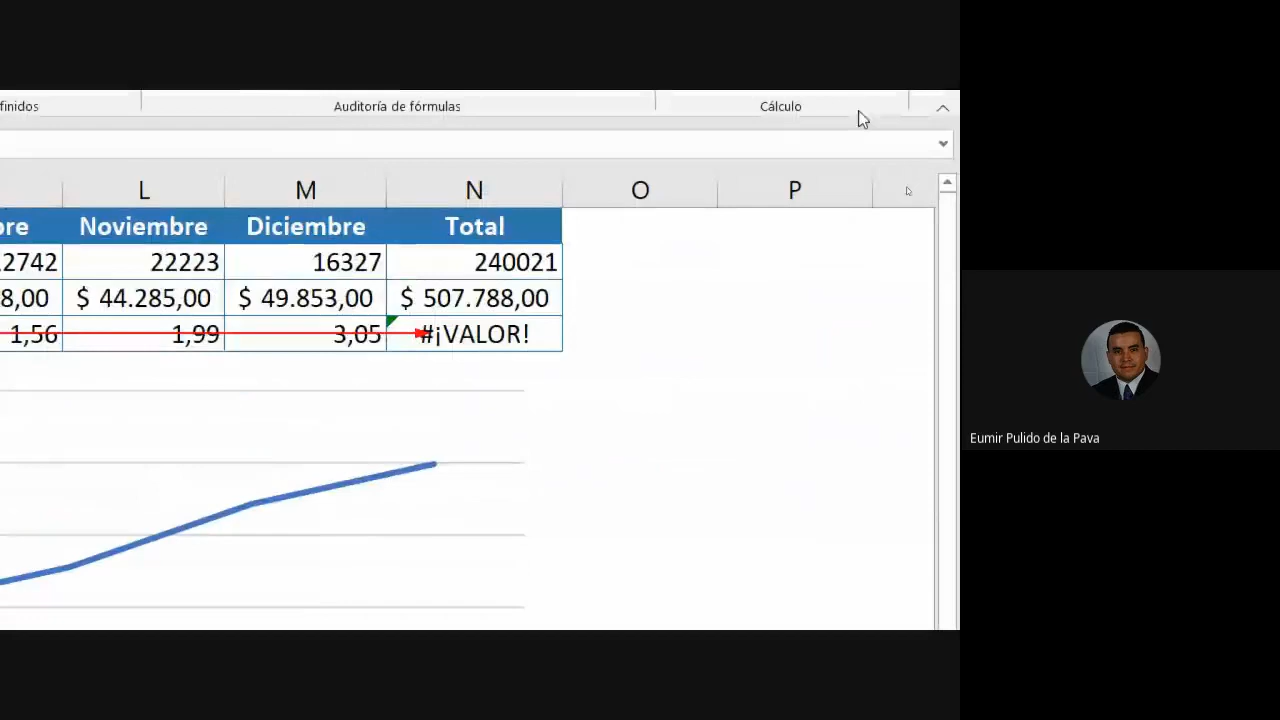 finidos Auditoría de fórmulas Cálculo
L M N O P
bre Noviembre Diciembre Total
2742 22223 16327 240021
8,00 $ 44.285,00 $ 49.853,00 $ 507.788,00
1,56 1,99 3,05 #¡VALOR!
Eumir Pulido de la Pava